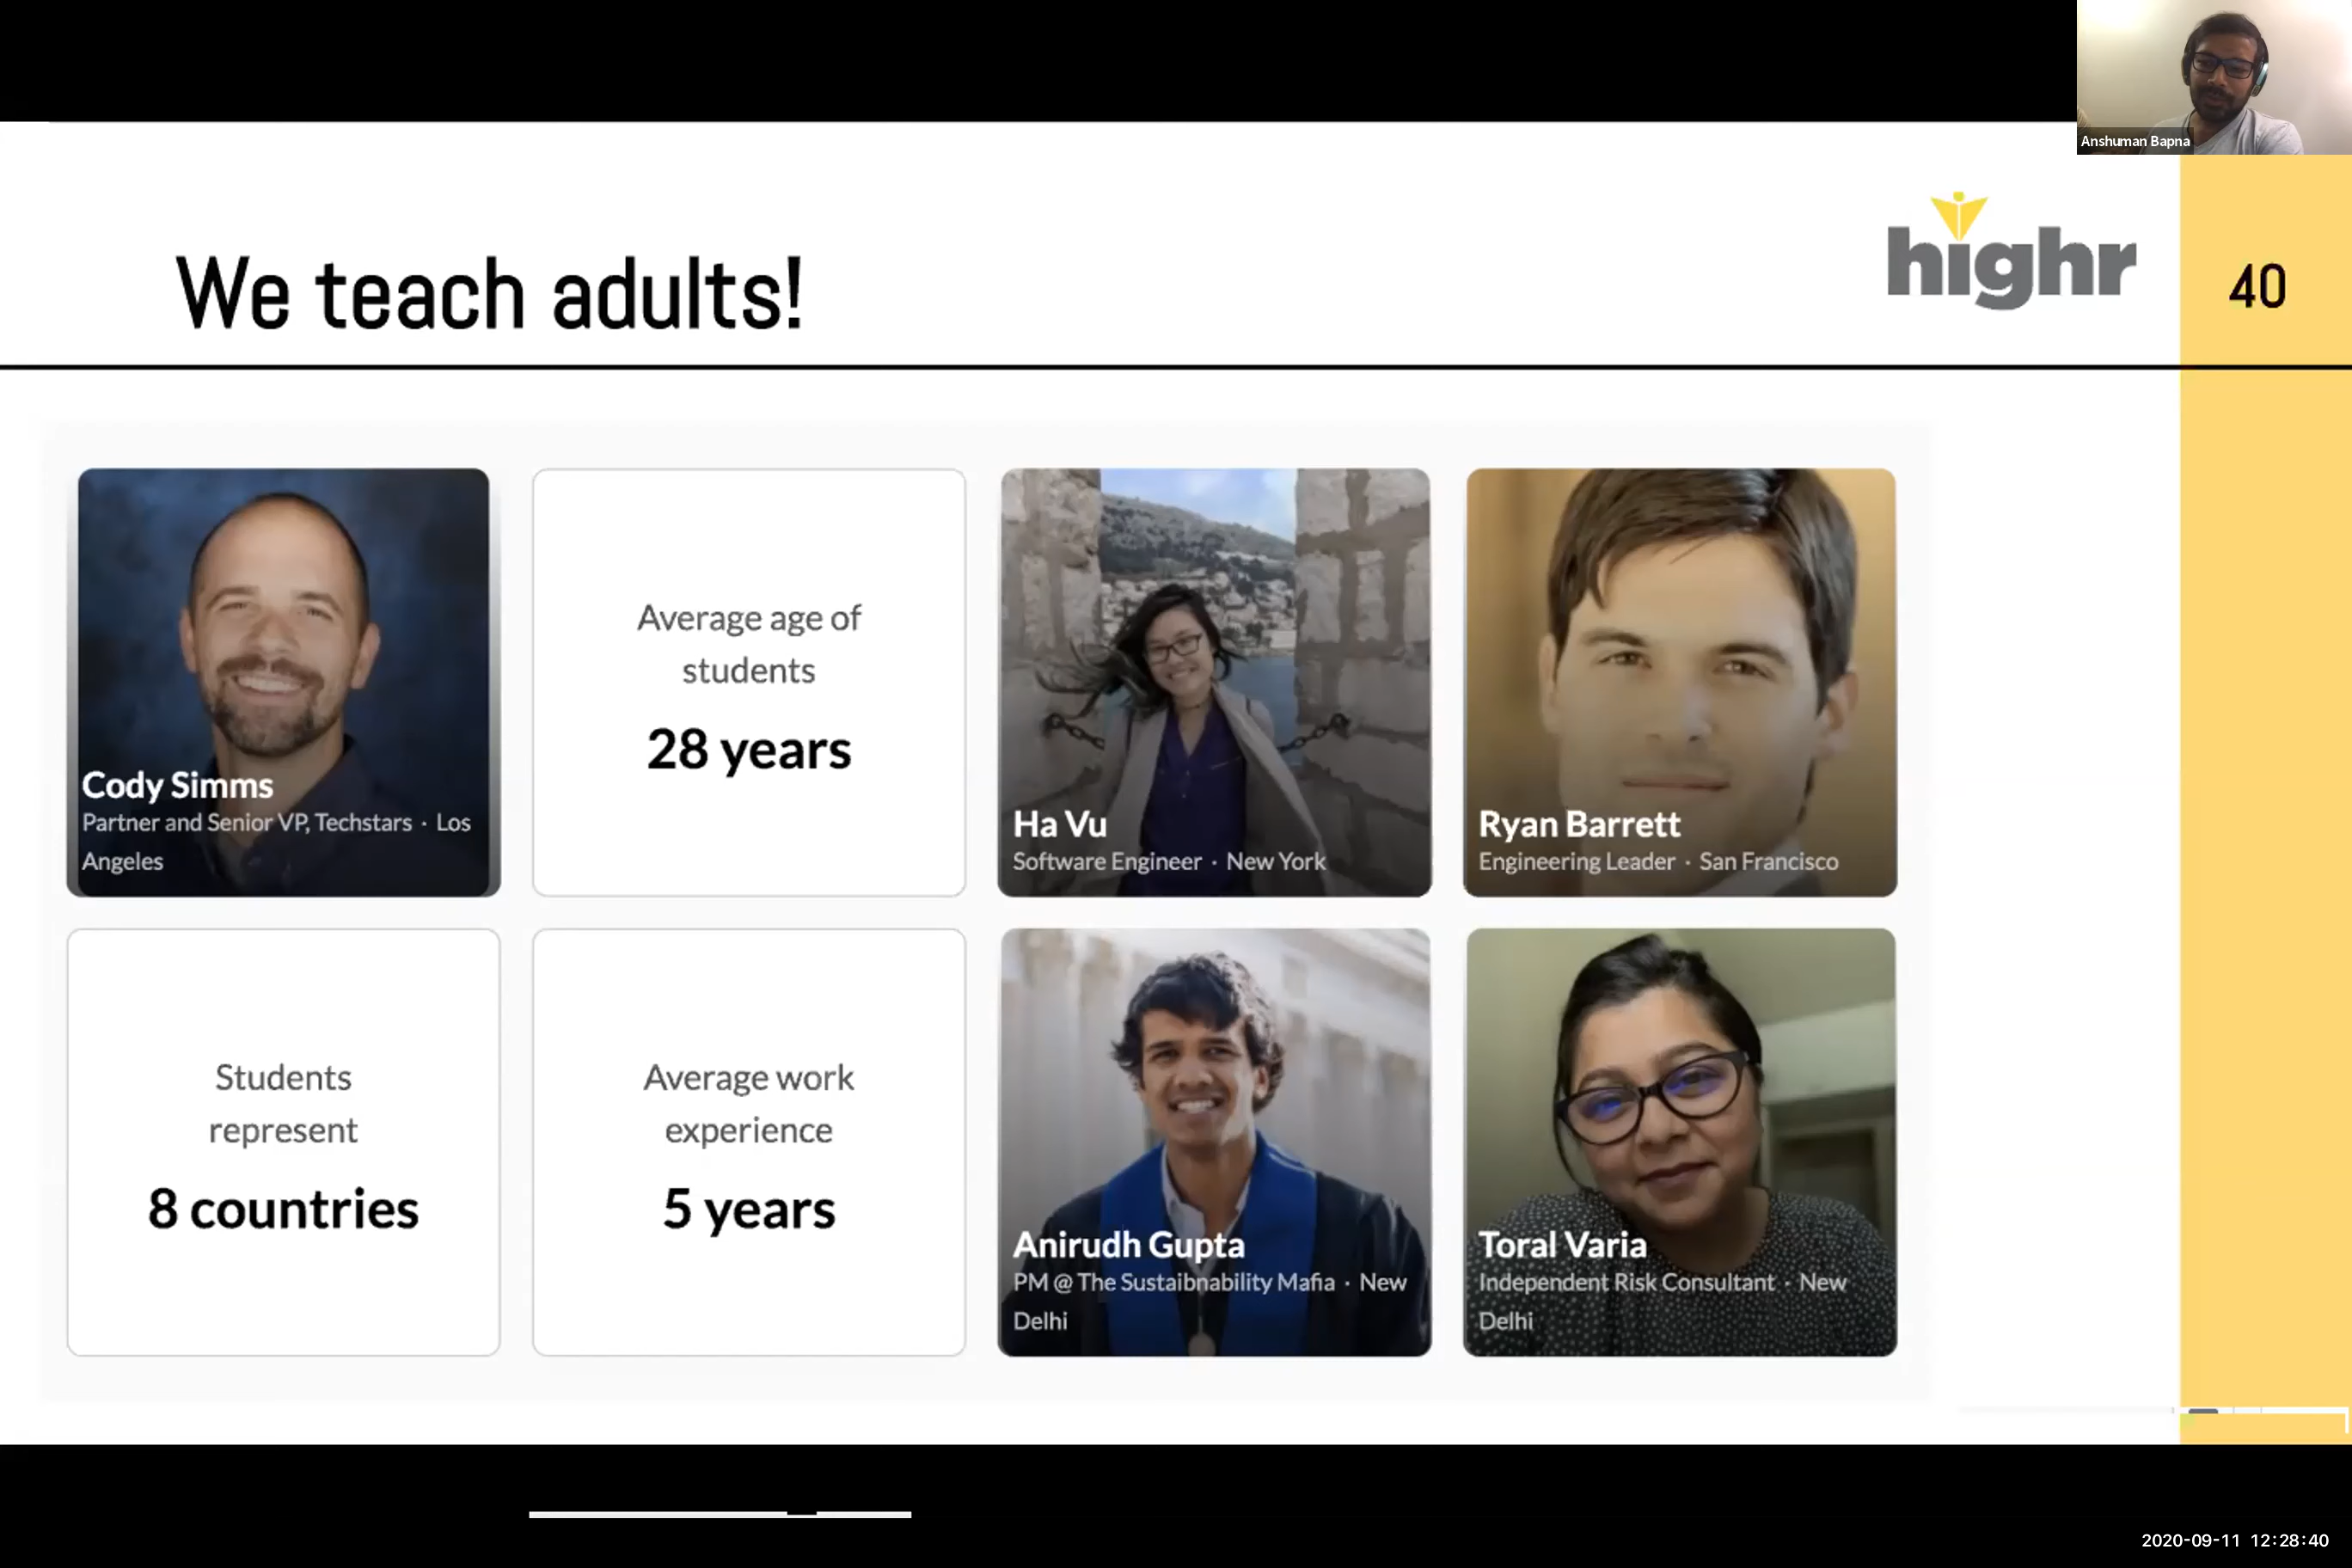 Anshuman Bapna
We teach adults!
highr
40
Cody Simms
Partner and Senior VP, Techstars · Los
Angeles
Average age of
students
28 years
Ha Vu
Software Engineer · New York
Ryan Barrett
Engineering Leader · San Francisco
Students
represent
8 countries
Average work
experience
5 years
Anirudh Gupta
PM @ The Sustaibnability Mafia · New
Delhi
Toral Varia
Independent Risk Consultant · New
Delhi
2020-09-11 12:28:40